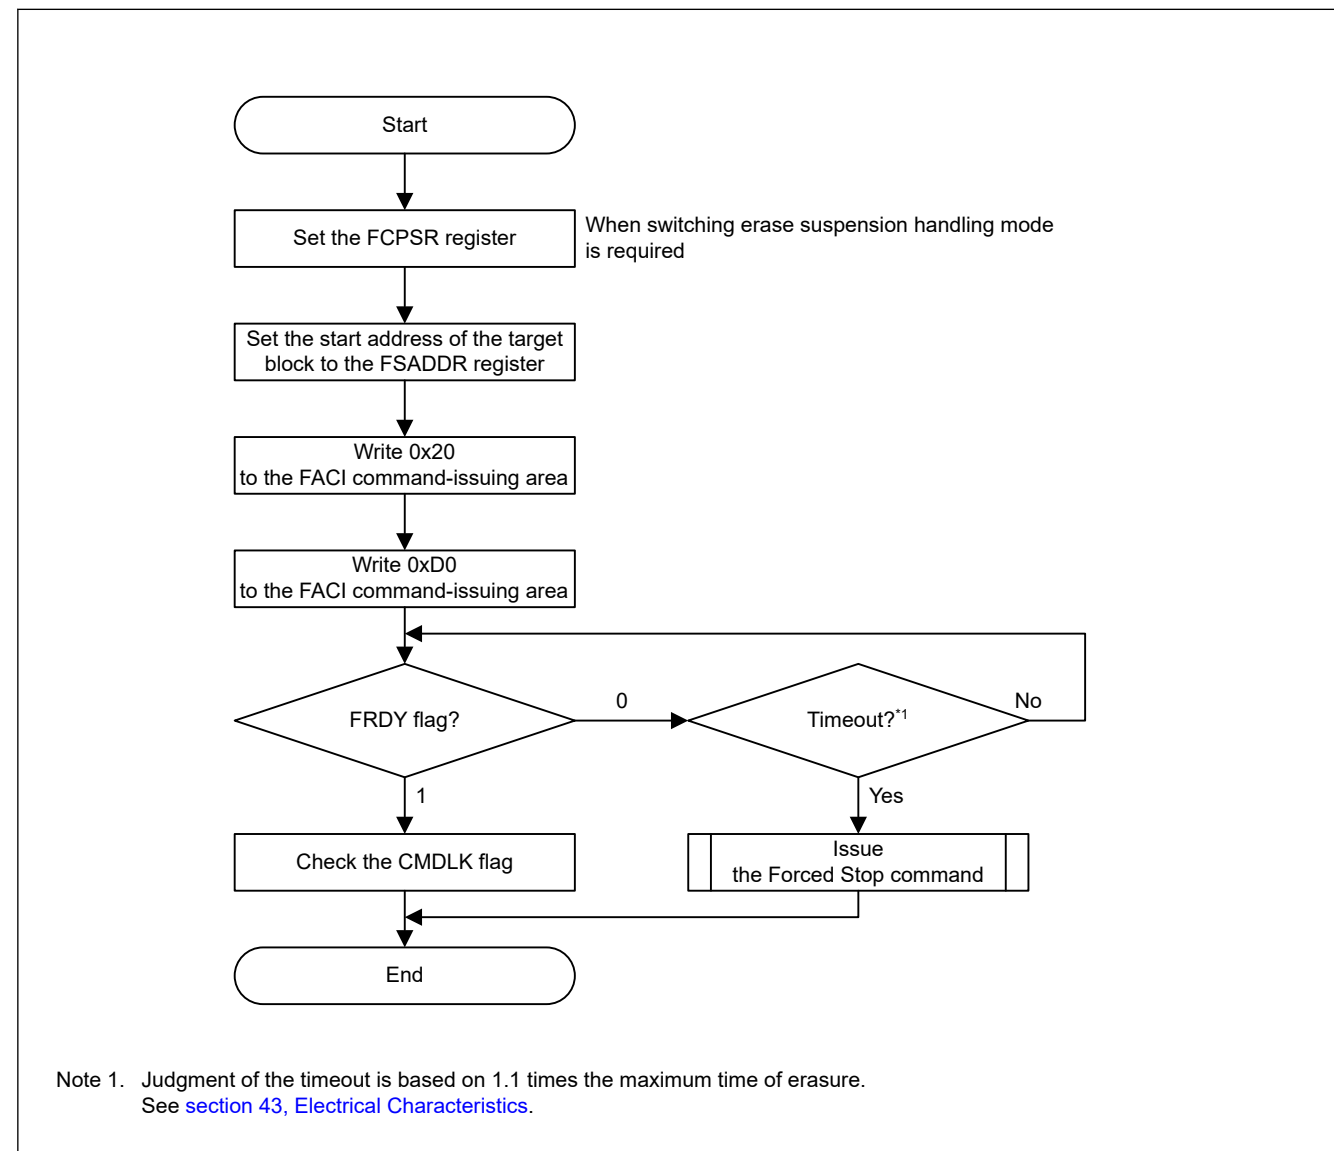 Start
Set the FCPSR register
When switching erase suspension handling mode
is required
Set the start address of the target
block to the FSADDR register
Write 0x20
to the FACI command-issuing area
Write 0xD0
to the FACI command-issuing area
FRDY flag?
0
Timeout?*1
No
1
Yes
Check the CMDLK flag
Issue
the Forced Stop command
End
Note 1. Judgment of the timeout is based on 1.1 times the maximum time of erasure.
See section 43, Electrical Characteristics.